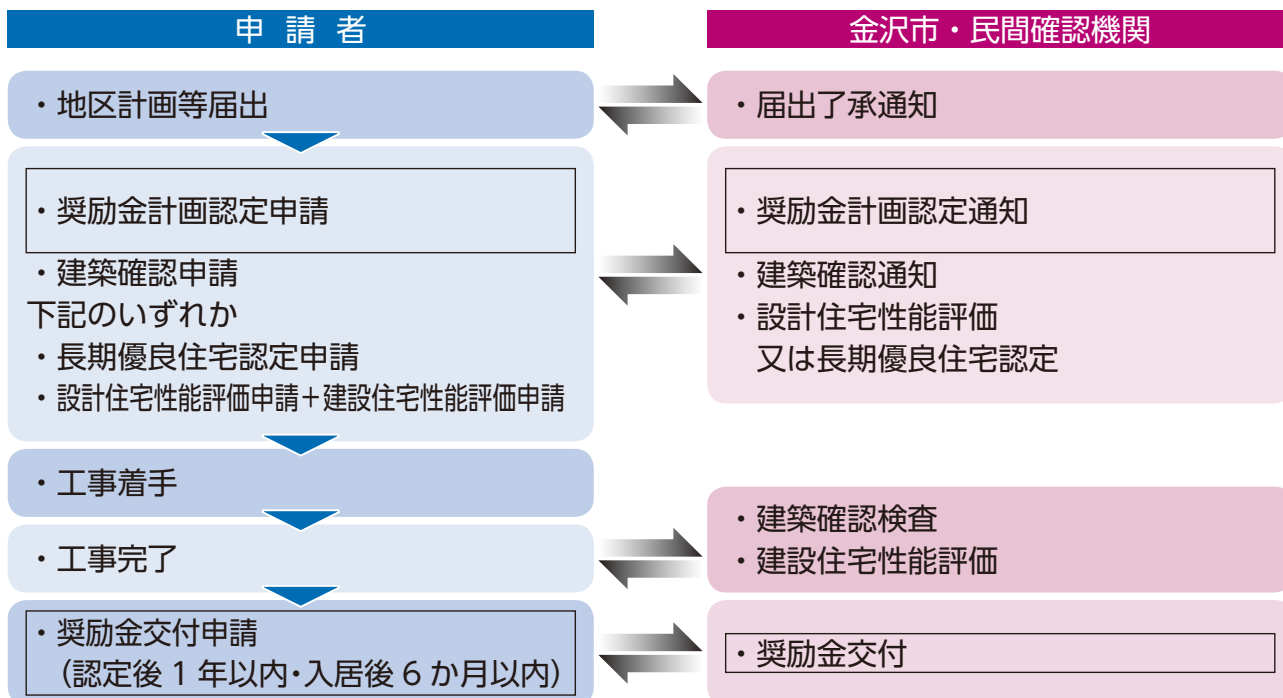 申請者
金沢市・民間確認機関
・地区計画等届出
・届出了承通知
・奨励金計画認定申請
・建築確認申請
下記のいずれか
・長期優良住宅認定申請
・設計住宅性能評価申請＋建設住宅性能評価申請
・奨励金計画認定通知
・建築確認通知
・設計住宅性能評価
又は長期優良住宅認定
・工事着手
・工事完了
・建築確認検査
・建設住宅性能評価
・奨励金交付申請
（認定後1年以内・入居後6か月以内）
・奨励金交付